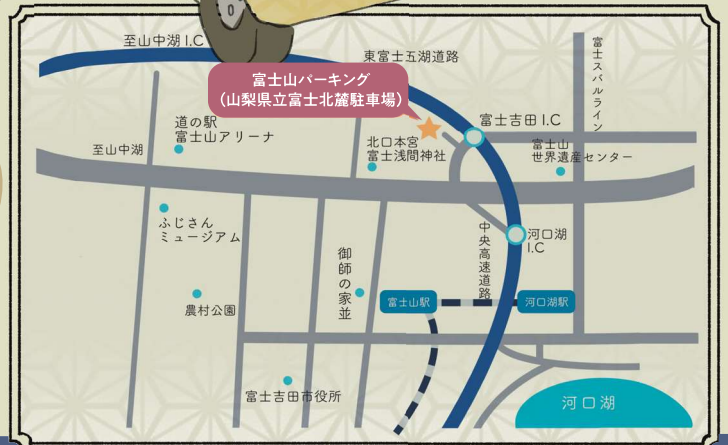 至山中湖 I.C
東富士五湖道路
富士スバルライン
富士山パーキング
(山梨県立富士北麓駐車場)
富士吉田 I.C
道の駅
富士山アリーナ
至山中湖
北口本宮
富士浅間神社
富士山
世界遺産センター
ふじさん
ミュージアム
中央高速道路
河口湖
I.C
御師の家並
農村公園
富士山駅
河口湖駅
富士吉田市役所
河口湖